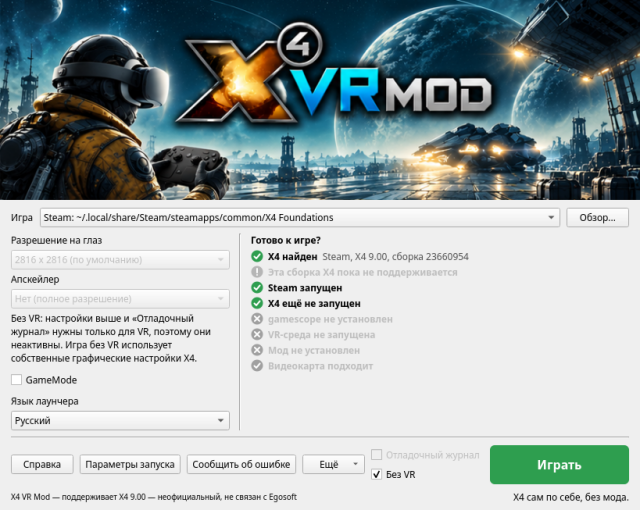 X4 VR MOD
Игра
Steam: ~/.local/share/Steam/steamapps/common/X4 Foundations
Обзор...
Разрешение на глаз
2816 x 2816 (по умолчанию)
Апскейлер
Нет (полное разрешение)
Без VR: настройки выше и «Отладочный
журнал» нужны только для VR, поэтому они
неактивны. Игра без VR использует
собственные графические настройки X4.
GameMode
Язык лаунчера
Русский
Готово к игре?
X4 найден Steam, X4 9.00, сборка 23660954
Эта сборка X4 пока не поддерживается
Steam запущен
X4 ещё не запущен
gamescope не установлен
VR-среда не запущена
Мод не установлен
Видеокарта подходит
Справка
Параметры запуска
Сообщить об ошибке
Ещё
Отладочный журнал
Без VR
Играть
X4 VR Mod — поддерживает X4 9.00 — неофициальный, не связан с Egosoft
X4 сам по себе, без мода.